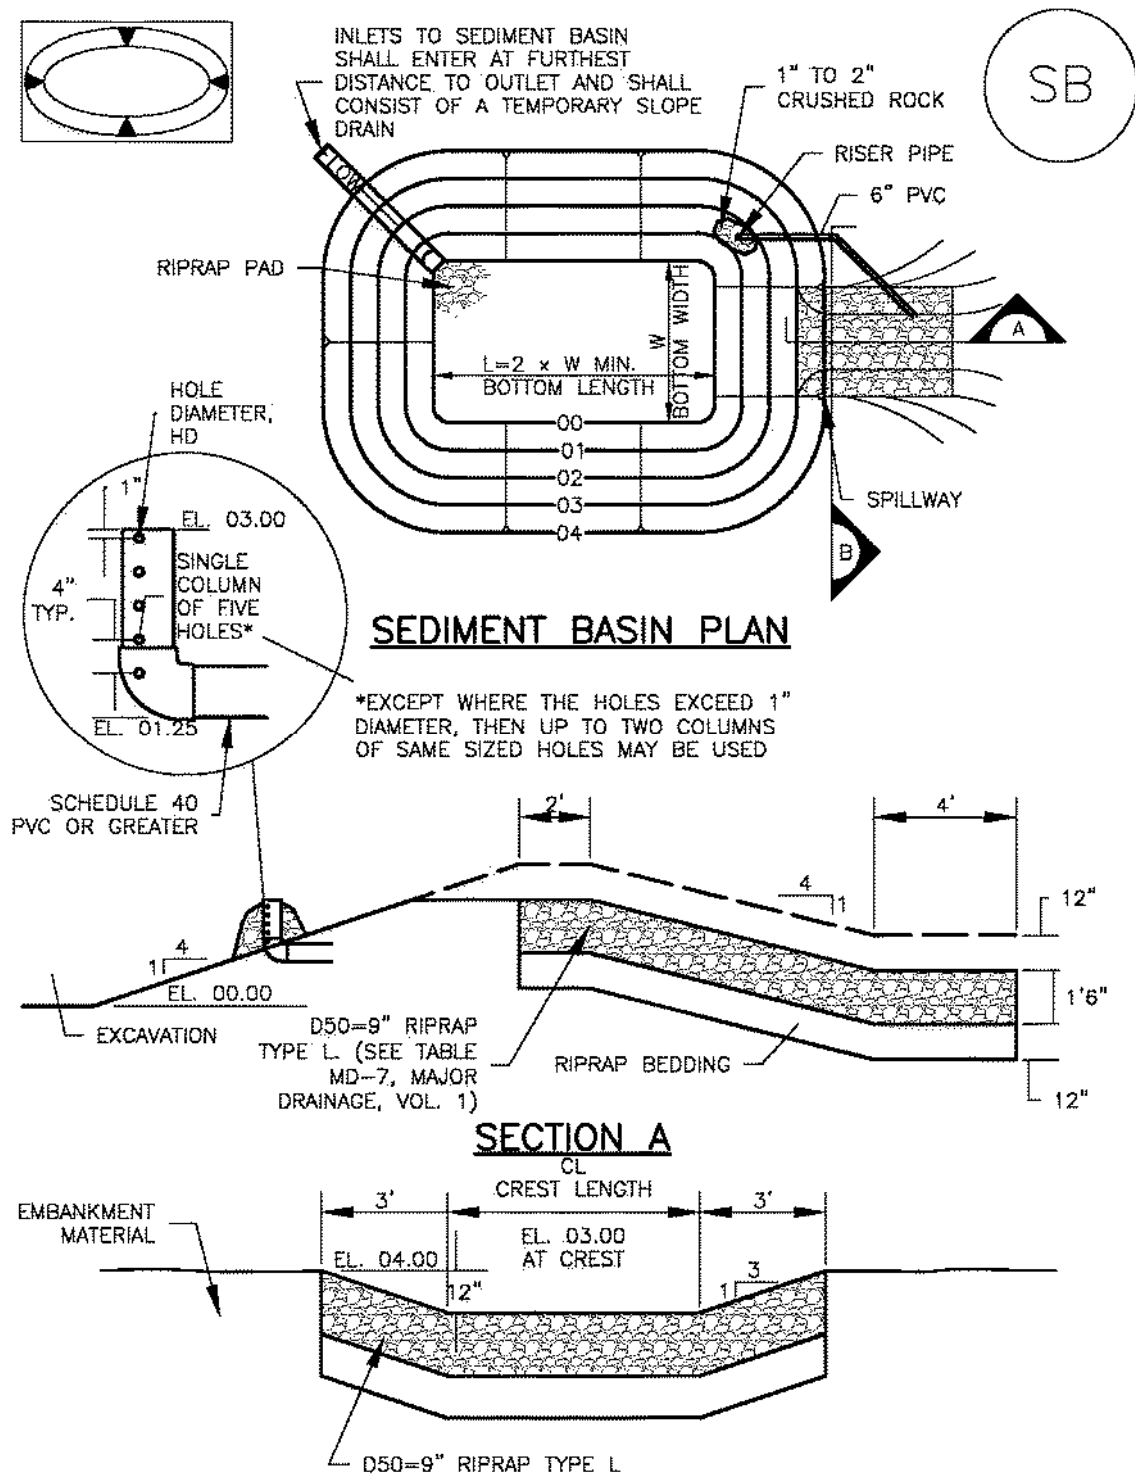 INLETS TO SEDIMENT BASIN
SHALL ENTER AT FURTHEST
DISTANCE TO OUTLET AND SHALL
CONSIST OF A TEMPORARY SLOPE
DRAIN
1" TO 2"
CRUSHED ROCK
SB
RISER PIPE
6" PVC
FLOW
RIPRAP PAD
W
BOTTOM WIDTH
L=2 x W MIN.
BOTTOM LENGTH
A
HOLE
DIAMETER,
HD
00
01
02
03
04
SPILLWAY
B
1"
EL. 03.00
SINGLE
COLUMN
OF FIVE
HOLES*
4"
TYP.
EL. 01.25
SEDIMENT BASIN PLAN
*EXCEPT WHERE THE HOLES EXCEED 1"
DIAMETER, THEN UP TO TWO COLUMNS
OF SAME SIZED HOLES MAY BE USED
SCHEDULE 40
PVC OR GREATER
2'
4'
4
1
12"
4
1
EL. 00.00
1'6"
EXCAVATION
D50=9" RIPRAP
TYPE L. (SEE TABLE
MD-7, MAJOR
DRAINAGE, VOL. 1)
RIPRAP BEDDING
12"
SECTION A
CL
CREST LENGTH
3'
3'
EMBANKMENT
MATERIAL
EL. 04.00
EL. 03.00
AT CREST
12"
3
1
D50=9" RIPRAP TYPE L